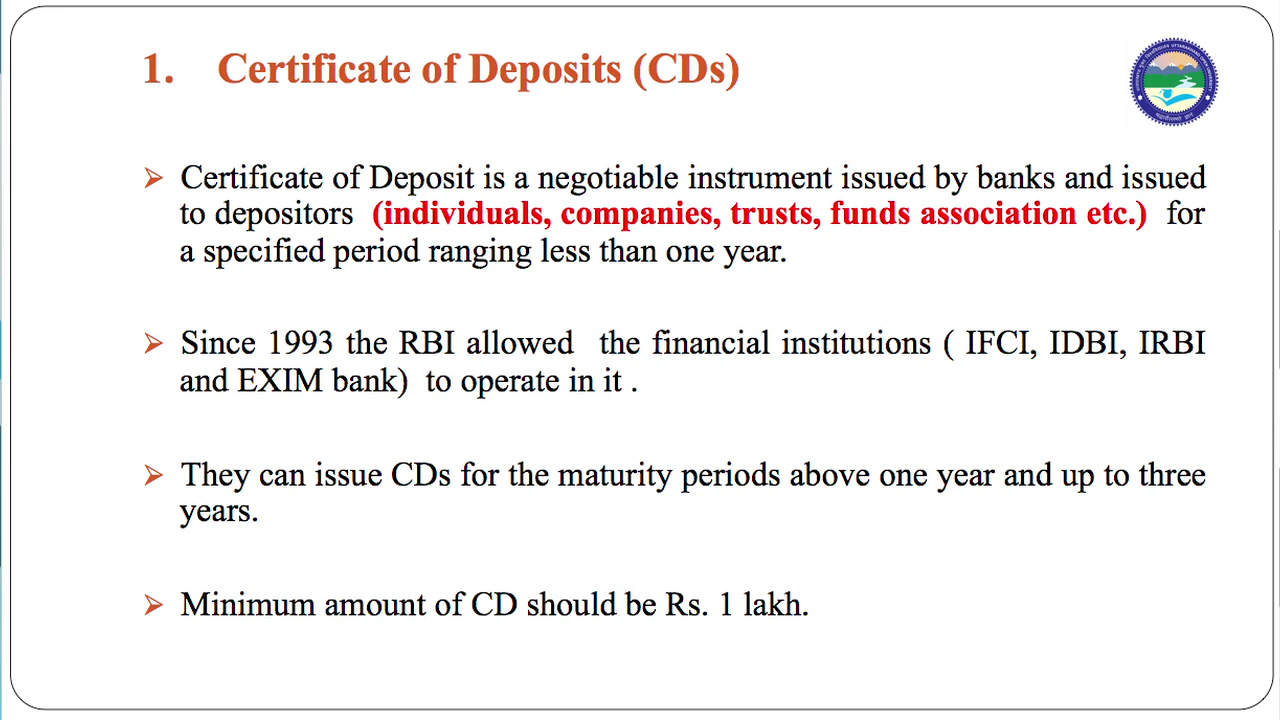 1. Certificate of Deposits (CDs)
➢ Certificate of Deposit is a negotiable instrument issued by banks and issued
to depositors (individuals, companies, trusts, funds association etc.) for
a specified period ranging less than one year.
➢ Since 1993 the RBI allowed the financial institutions ( IFCI, IDBI, IRBI
and EXIM bank) to operate in it .
➢ They can issue CDs for the maturity periods above one year and up to three
years.
➢ Minimum amount of CD should be Rs. 1 lakh.